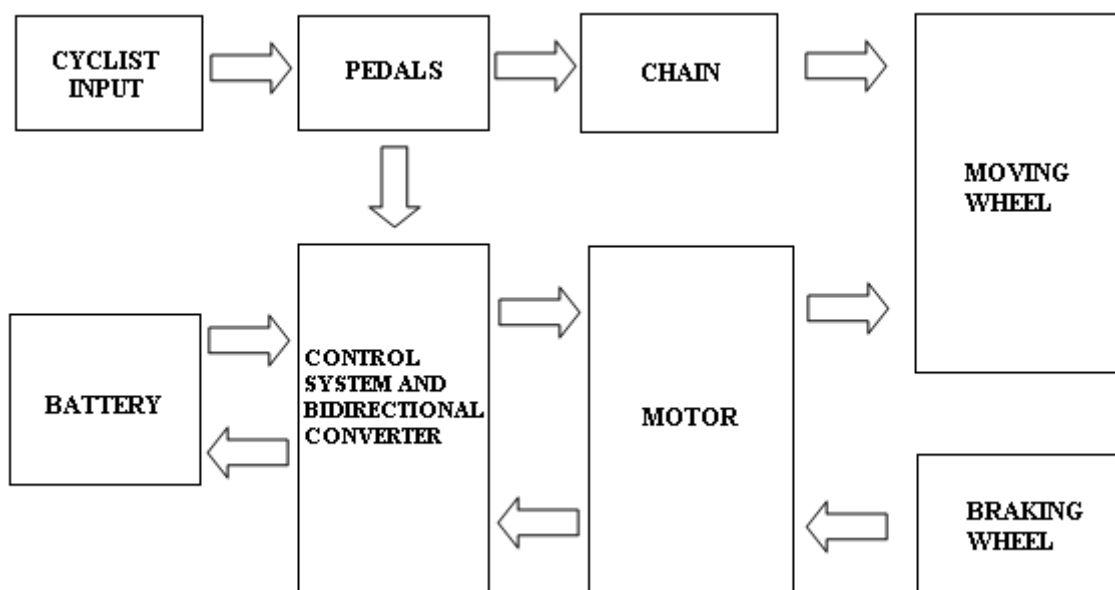 CYCLIST
INPUT
PEDALS
CHAIN
MOVING
WHEEL
BATTERY
CONTROL
SYSTEM AND
BIDIRECTIONAL
CONVERTER
MOTOR
BRAKING
WHEEL